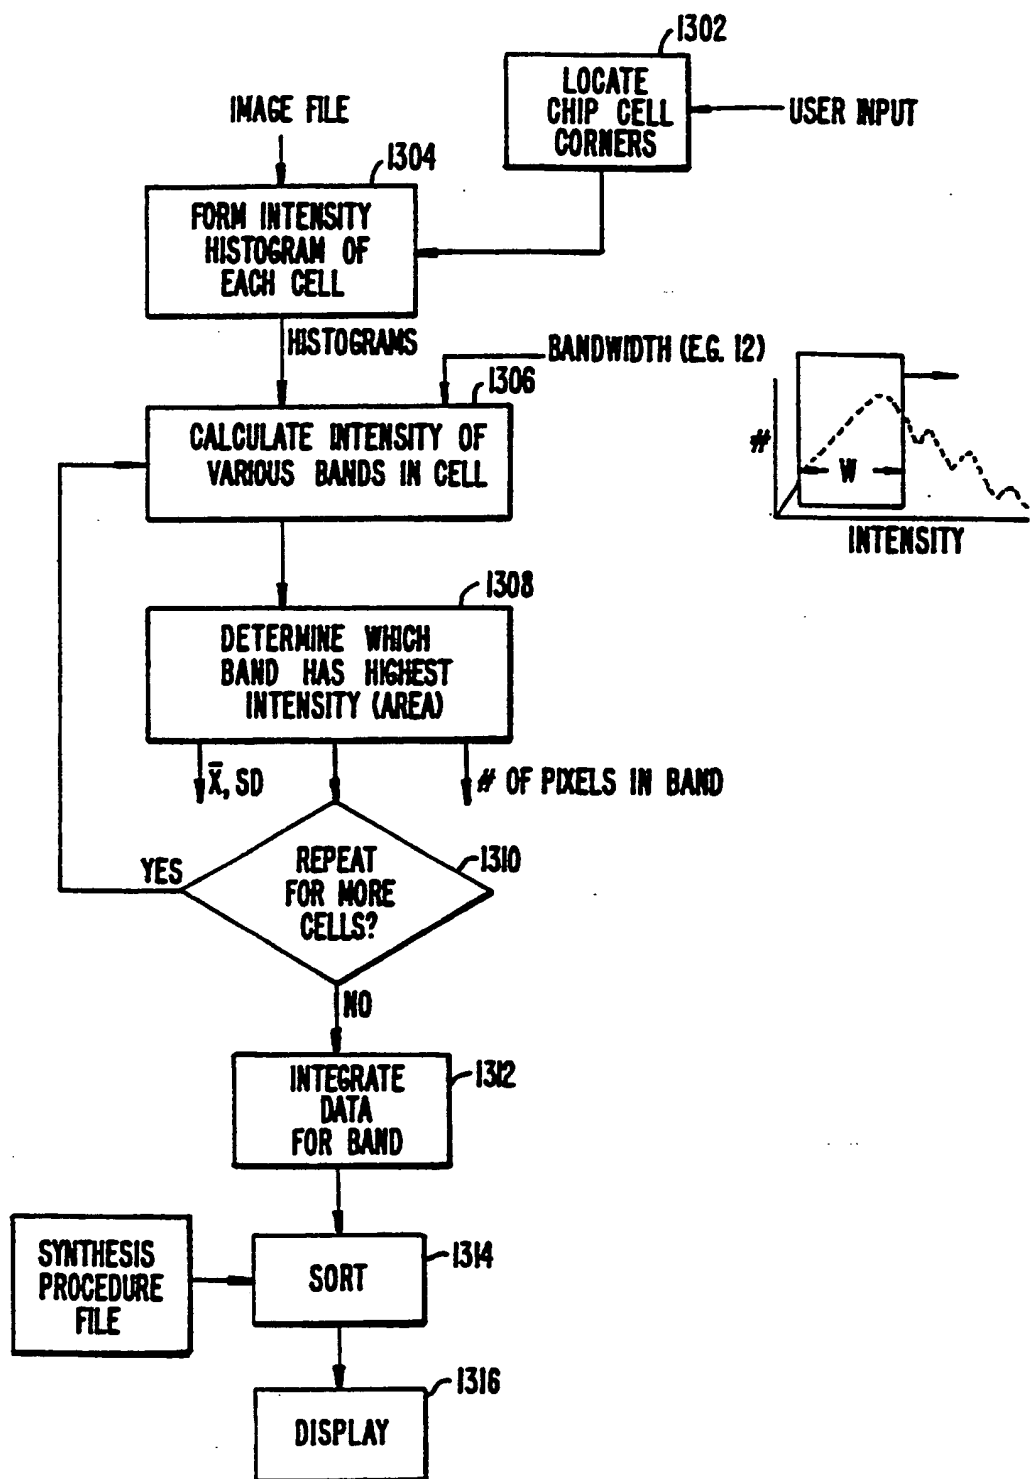 1302
LOCATE
CHIP CELL
CORNERS
USER INPUT
IMAGE FILE
1304
FORM INTENSITY
HISTOGRAM OF
EACH CELL
HISTOGRAMS
BANDWIDTH (E.G. 12)
1306
CALCULATE INTENSITY OF
VARIOUS BANDS IN CELL
#
W
INTENSITY
1308
DETERMINE WHICH
BAND HAS HIGHEST
INTENSITY (AREA)
X̄, SD
# OF PIXELS IN BAND
1310
REPEAT
FOR MORE
CELLS?
YES
NO
1312
INTEGRATE
DATA
FOR BAND
SYNTHESIS
PROCEDURE
FILE
1314
SORT
1316
DISPLAY